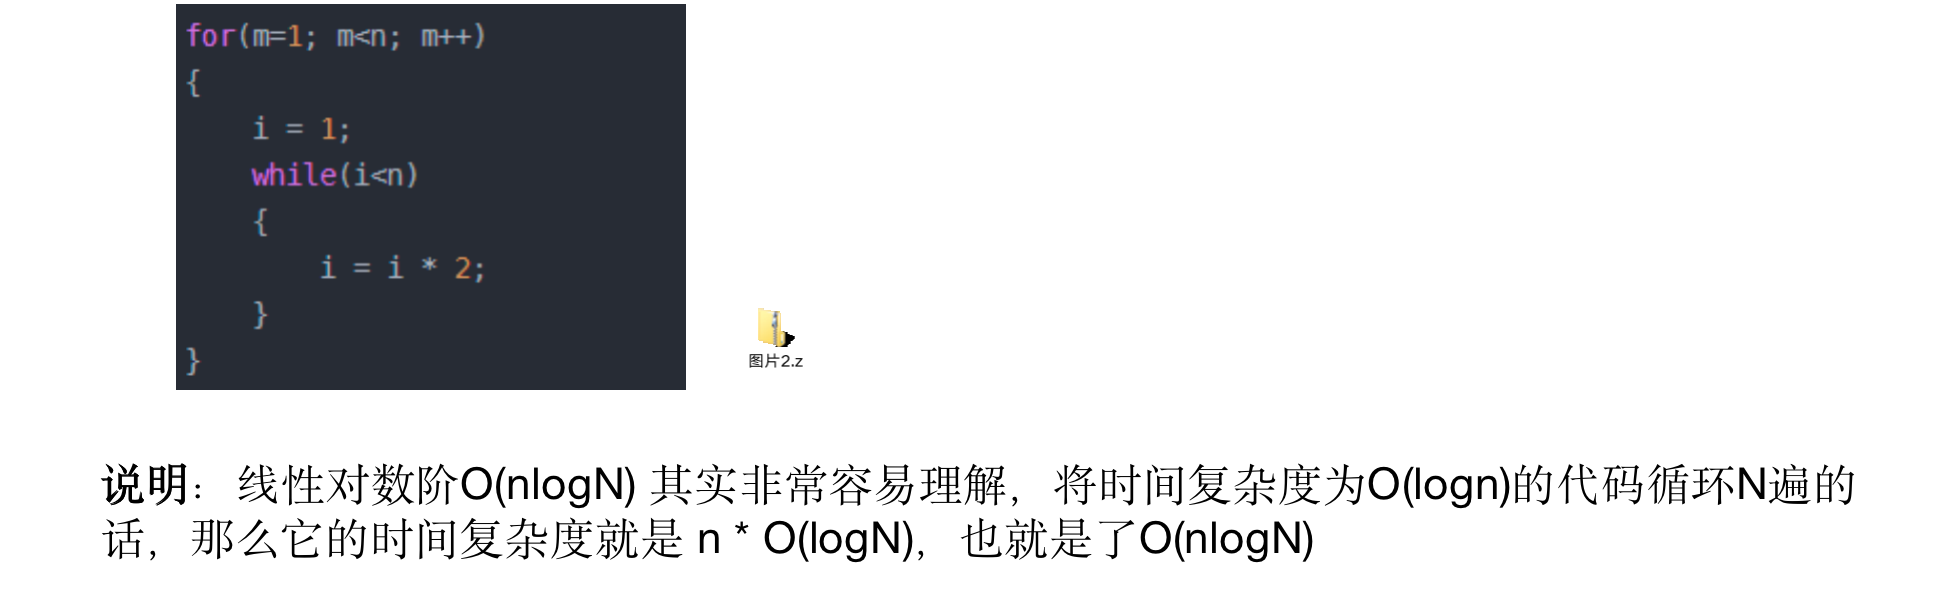 for(m=1; m<n; m++)
{
    i = 1;
    while(i<n)
    {
        i = i * 2;
    }
}
图片2.z
说明：线性对数阶O(nlogN) 其实非常容易理解，将时间复杂度为O(logn)的代码循环N遍的
话，那么它的时间复杂度就是 n * O(logN)，也就是了O(nlogN)